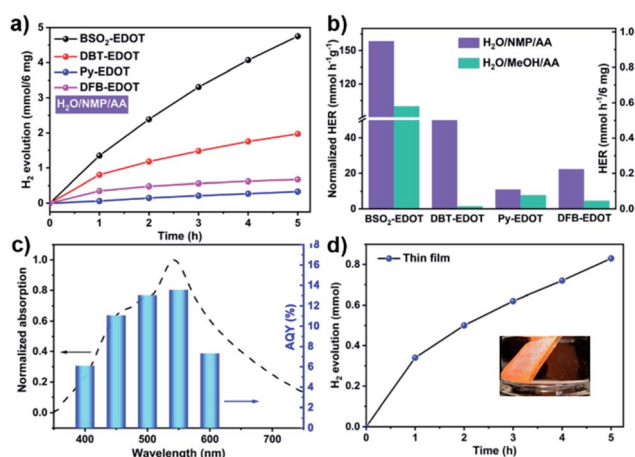 a)
BSO₂-EDOT
DBT-EDOT
Py-EDOT
DFB-EDOT
H₂O/NMP/AA
H₂ evolution (mmol/6 mg)
5
4
3
2
1
0
0 1 2 3 4 5
Time (h)
b)
H₂O/NMP/AA
H₂O/MeOH/AA
Normalized HER (mmol h⁻¹g⁻¹)
150
100
40
20
0
HER (mmol h⁻¹/6 mg)
1.0
0.8
0.6
0.4
0.2
0.0
BSO₂-EDOT DBT-EDOT Py-EDOT DFB-EDOT
c)
Normalized absorption
1.0
0.8
0.6
0.4
0.2
0.0
AQY (%)
18
16
14
12
10
8
6
4
2
0
400 500 600 700
Wavelength (nm)
d)
Thin film
H₂ evolution (mmol)
0.8
0.4
0.0
0 1 2 3 4 5
Time (h)